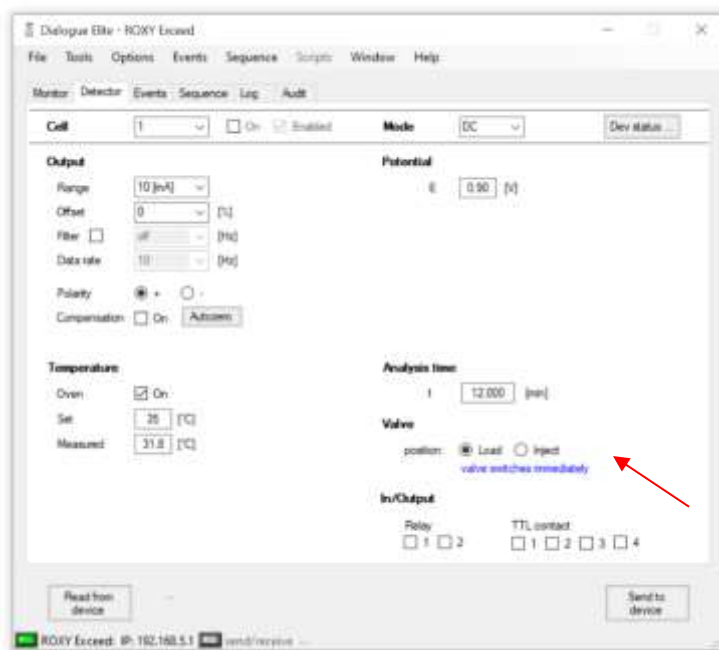 Dialogue Elite - ROXY Exceed
File Tools Options Events Sequence Scripts Window Help
Monitor Detector Events Sequence Log Audit
Cell 1 On Enabled Mode DC Dev status ...
Output Potential
Range 10 [mA] E 0.90 [V]
Offset 0 [%]
Filter off [Hz]
Data rate 10 [Hz]
Polarity + -
Compensation On Autozero
Temperature Analysis time
Oven On t 12.000 [min]
Set 35 [°C] Valve
Measured 31.8 [°C] position: Load Inject
valve switches immediately
In/Output
Relay TTL contact
1 2 1 2 3 4
Read from device Send to device
ROXY Exceed: IP: 192.168.5.1 send/receive ...